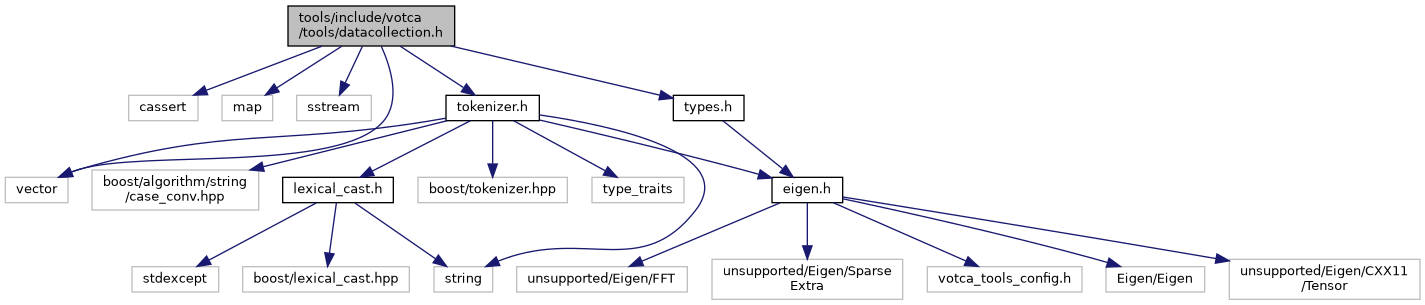 tools/include/votca
/tools/datacollection.h
cassert
map
sstream
tokenizer.h
types.h
vector
boost/algorithm/string
/case_conv.hpp
lexical_cast.h
boost/tokenizer.hpp
type_traits
eigen.h
stdexcept
boost/lexical_cast.hpp
string
unsupported/Eigen/FFT
unsupported/Eigen/Sparse
Extra
votca_tools_config.h
Eigen/Eigen
unsupported/Eigen/CXX11
/Tensor